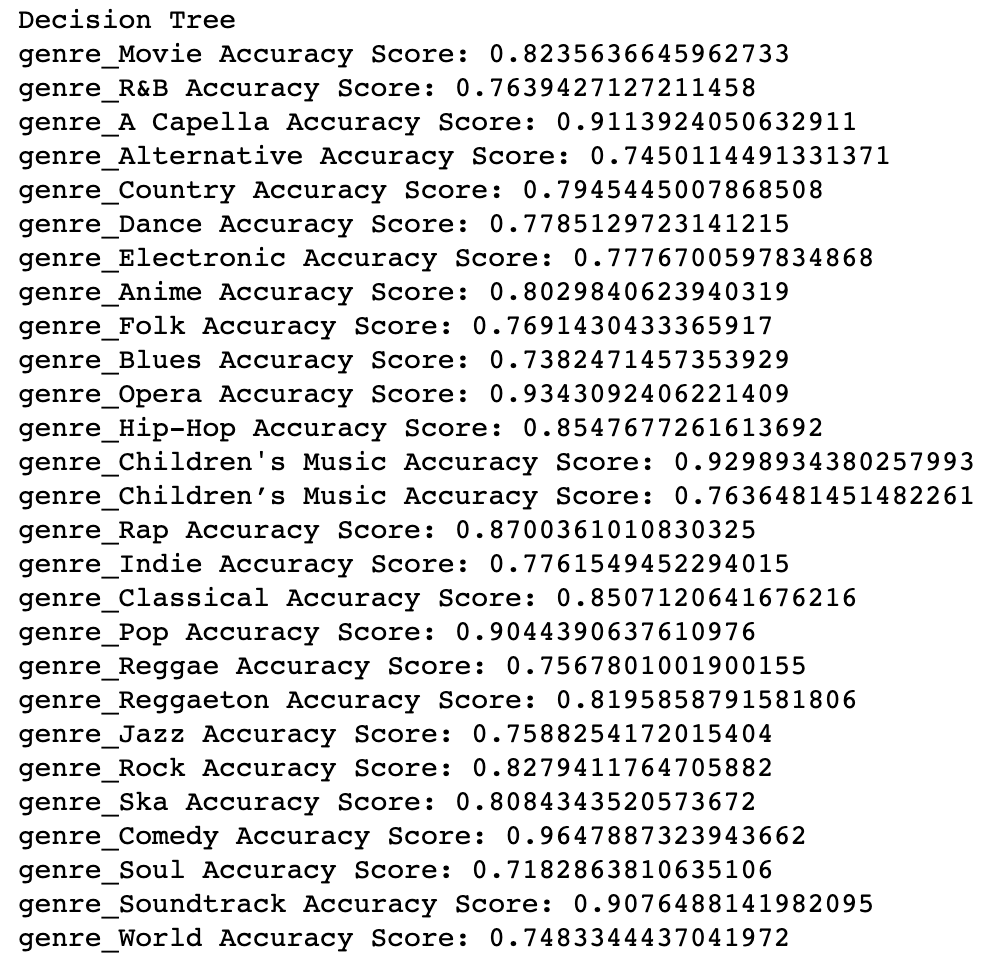 Decision Tree
genre_Movie Accuracy Score: 0.8235636645962733
genre_R&B Accuracy Score: 0.7639427127211458
genre_A Capella Accuracy Score: 0.9113924050632911
genre_Alternative Accuracy Score: 0.7450114491331371
genre_Country Accuracy Score: 0.7945445007868508
genre_Dance Accuracy Score: 0.7785129723141215
genre_Electronic Accuracy Score: 0.7776700597834868
genre_Anime Accuracy Score: 0.8029840623940319
genre_Folk Accuracy Score: 0.7691430433365917
genre_Blues Accuracy Score: 0.7382471457353929
genre_Opera Accuracy Score: 0.9343092406221409
genre_Hip-Hop Accuracy Score: 0.8547677261613692
genre_Children's Music Accuracy Score: 0.9298934380257993
genre_Children’s Music Accuracy Score: 0.7636481451482261
genre_Rap Accuracy Score: 0.8700361010830325
genre_Indie Accuracy Score: 0.7761549452294015
genre_Classical Accuracy Score: 0.8507120641676216
genre_Pop Accuracy Score: 0.9044390637610976
genre_Reggae Accuracy Score: 0.7567801001900155
genre_Reggaeton Accuracy Score: 0.8195858791581806
genre_Jazz Accuracy Score: 0.7588254172015404
genre_Rock Accuracy Score: 0.8279411764705882
genre_Ska Accuracy Score: 0.8084343520573672
genre_Comedy Accuracy Score: 0.9647887323943662
genre_Soul Accuracy Score: 0.7182863810635106
genre_Soundtrack Accuracy Score: 0.9076488141982095
genre_World Accuracy Score: 0.7483344437041972